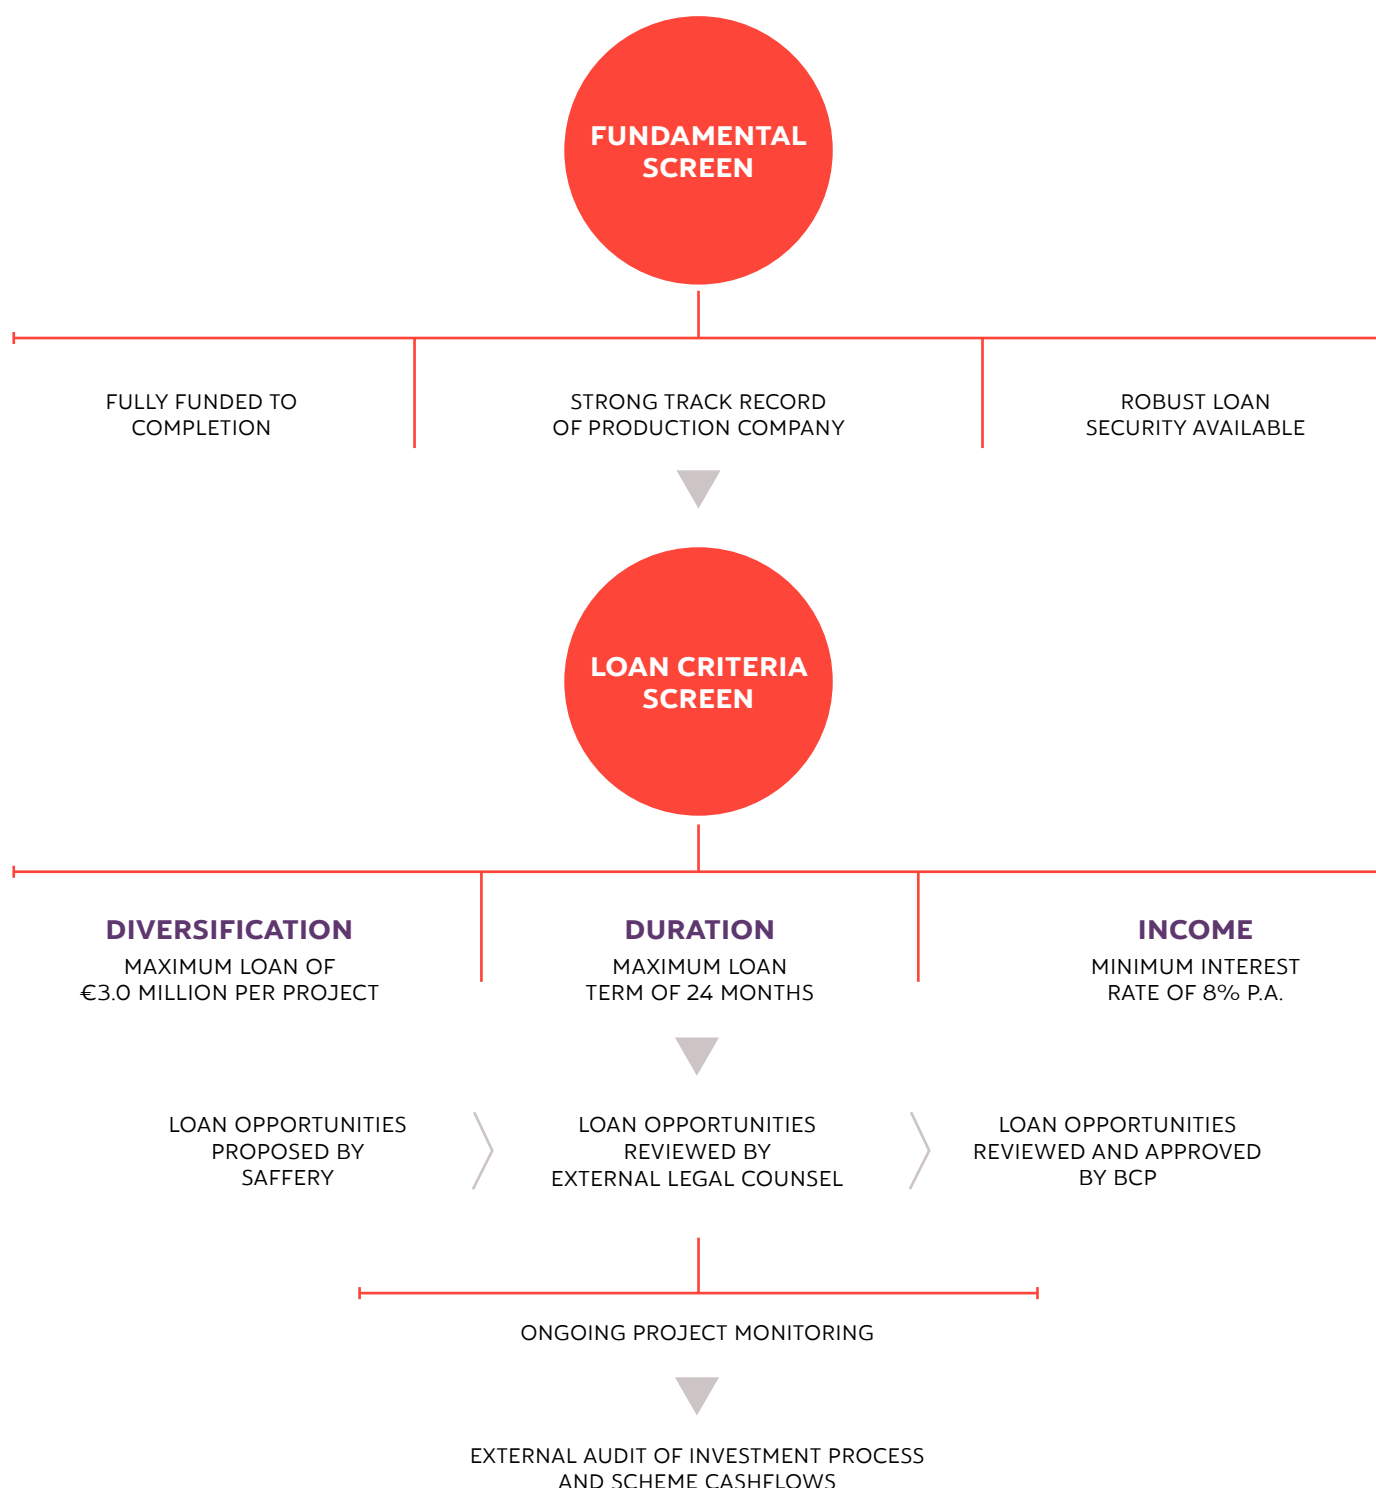 FUNDAMENTAL
SCREEN
FULLY FUNDED TO
COMPLETION
STRONG TRACK RECORD
OF PRODUCTION COMPANY
ROBUST LOAN
SECURITY AVAILABLE
LOAN CRITERIA
SCREEN
DIVERSIFICATION
MAXIMUM LOAN OF
€3.0 MILLION PER PROJECT
DURATION
MAXIMUM LOAN
TERM OF 24 MONTHS
INCOME
MINIMUM INTEREST
RATE OF 8% P.A.
LOAN OPPORTUNITIES
PROPOSED BY
SAFFERY
LOAN OPPORTUNITIES
REVIEWED BY
EXTERNAL LEGAL COUNSEL
LOAN OPPORTUNITIES
REVIEWED AND APPROVED
BY BCP
ONGOING PROJECT MONITORING
EXTERNAL AUDIT OF INVESTMENT PROCESS
AND SCHEME CASHFLOWS